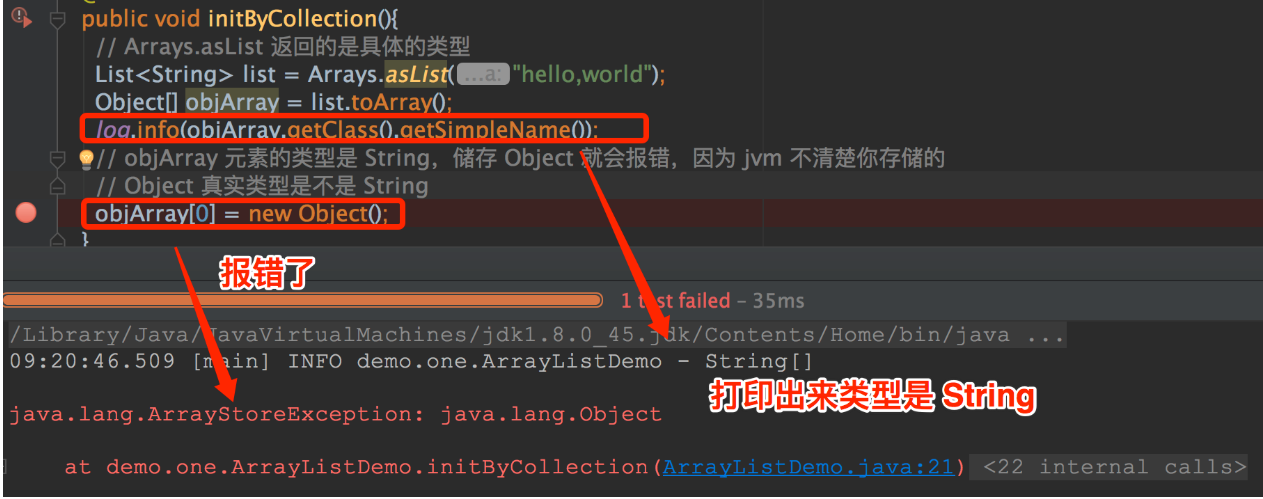 public void initByCollection(){
// Arrays.asList 返回的是具体的类型
List<String> list = Arrays.asList( ...a: "hello,world");
Object[] objArray = list.toArray();
log.info(objArray.getClass().getSimpleName());
// objArray 元素的类型是 String，储存 Object 就会报错，因为 jvm 不清楚你存储的
// Object 真实类型是不是 String
objArray[0] = new Object();
}
报错了
1 test failed – 35ms
/Library/Java/JavaVirtualMachines/jdk1.8.0_45.jdk/Contents/Home/bin/java ...
09:20:46.509 [main] INFO demo.one.ArrayListDemo - String[]
打印出来类型是 String
java.lang.ArrayStoreException: java.lang.Object
at demo.one.ArrayListDemo.initByCollection(ArrayListDemo.java:21) <22 internal calls>